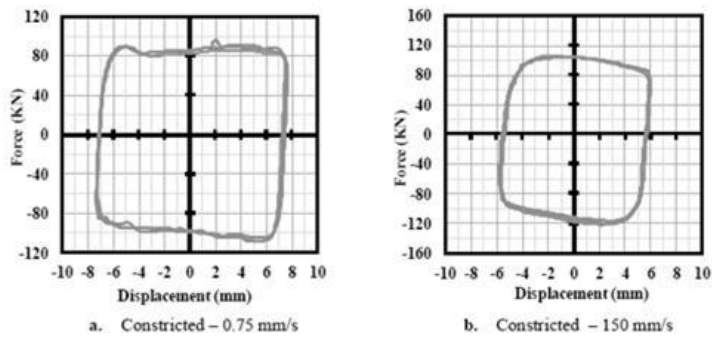 120
80
40
0
-40
-80
-120
Force (KN)
-10 -8 -6 -4 -2 0 2 4 6 8 10
Displacement (mm)
a. Constricted – 0.75 mm/s
160
120
80
40
0
-40
-80
-120
-160
Force (KN)
-10 -8 -6 -4 -2 0 2 4 6 8 10
Displacement (mm)
b. Constricted – 150 mm/s